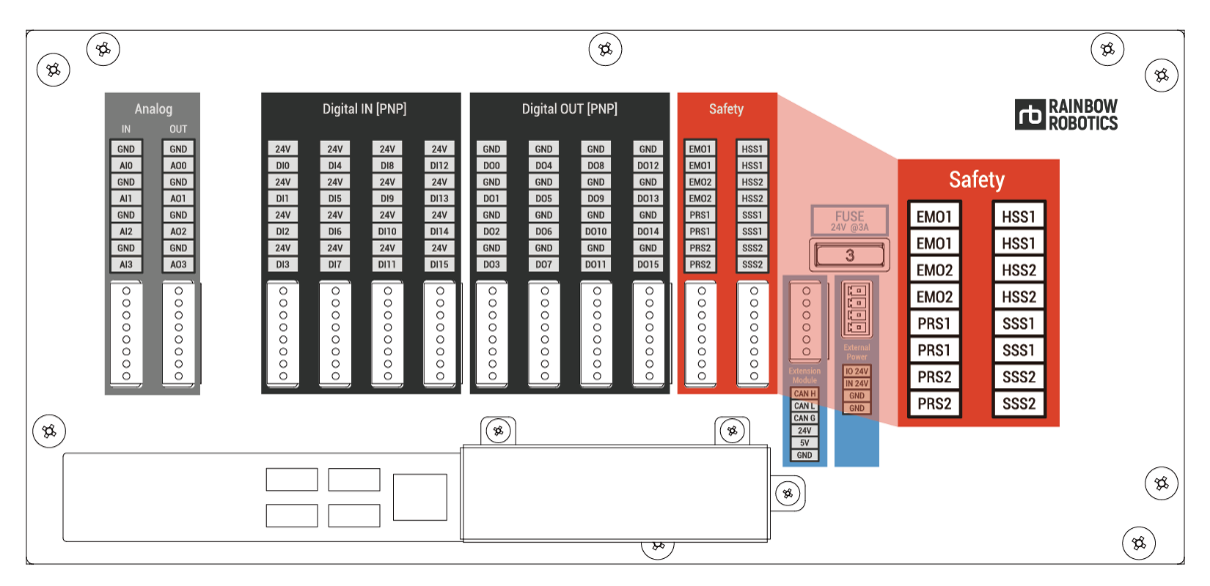 Analog
IN OUT
GND GND
AI0 AO0
GND GND
AI1 AO1
GND GND
AI2 AO2
GND GND
AI3 AO3
Digital IN [PNP]
24V 24V 24V 24V
DI0 DI4 DI8 DI12
24V 24V 24V 24V
DI1 DI5 DI9 DI13
24V 24V 24V 24V
DI2 DI6 DI10 DI14
24V 24V 24V 24V
DI3 DI7 DI11 DI15
Digital OUT [PNP]
GND GND GND GND
DO0 DO4 DO8 DO12
GND GND GND GND
DO1 DO5 DO9 DO13
GND GND GND GND
DO2 DO6 DO10 DO14
GND GND GND GND
DO3 DO7 DO11 DO15
Safety
EMO1 HSS1
EMO1 HSS1
EMO2 HSS2
EMO2 HSS2
PRS1 SSS1
PRS1 SSS1
PRS2 SSS2
PRS2 SSS2
FUSE
24V @3A
3
Extension
Module
CAN H
CAN L
CAN G
24V
5V
GND
External
Power
IO 24V
IN 24V
GND
GND
rb RAINBOW
ROBOTICS
Safety
EMO1 HSS1
EMO1 HSS1
EMO2 HSS2
EMO2 HSS2
PRS1 SSS1
PRS1 SSS1
PRS2 SSS2
PRS2 SSS2